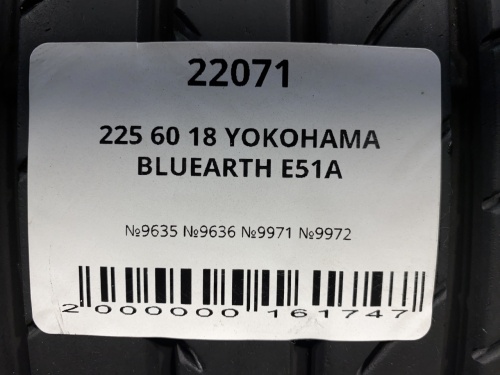 22071
225 60 18 YOKOHAMA
BLUEARTH E51A
№9635 №9636 №9971 №9972
2 000000 161747